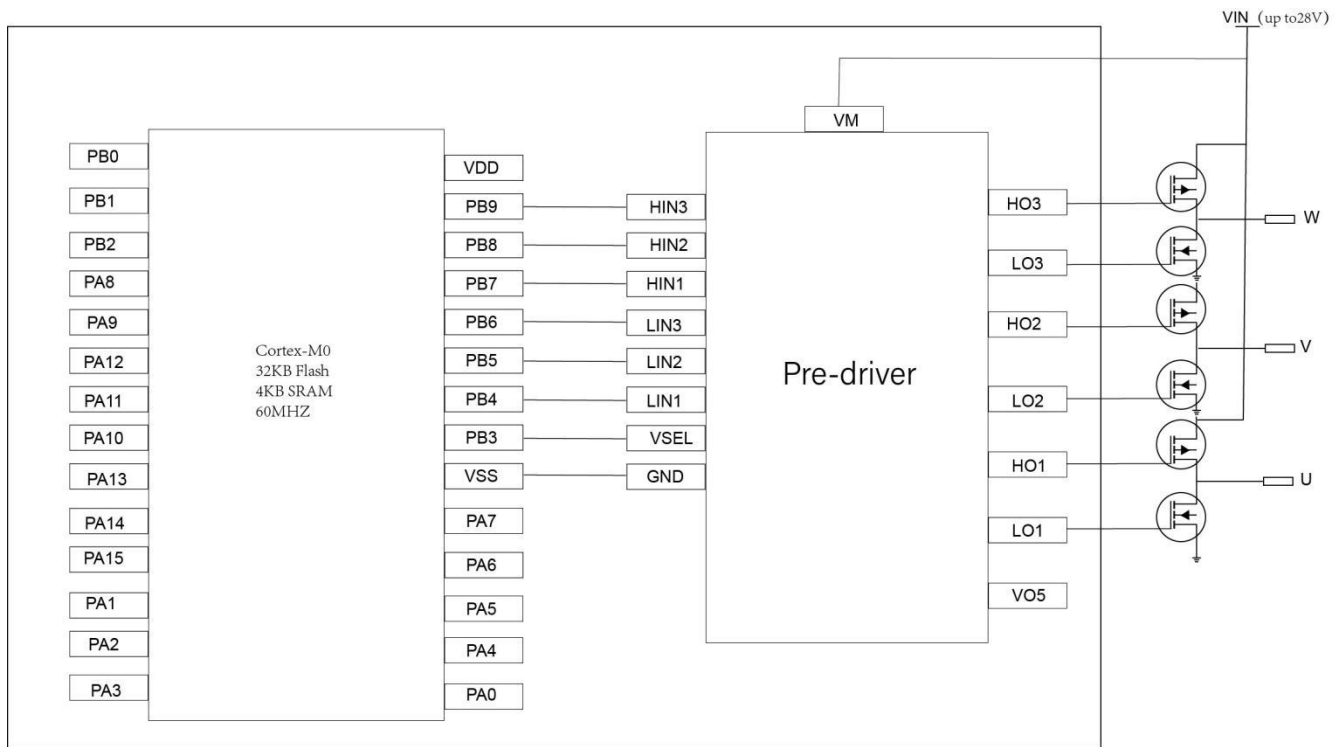 VIN (up to28V)
VM
PB0
PB1
PB2
PA8
PA9
PA12
PA11
PA10
PA13
PA14
PA15
PA1
PA2
PA3
Cortex-M0
32KB Flash
4KB SRAM
60MHZ
VDD
PB9
PB8
PB7
PB6
PB5
PB4
PB3
VSS
PA7
PA6
PA5
PA4
PA0
HIN3
HIN2
HIN1
LIN3
LIN2
LIN1
VSEL
GND
Pre-driver
HO3
LO3
HO2
LO2
HO1
LO1
VO5
W
V
U